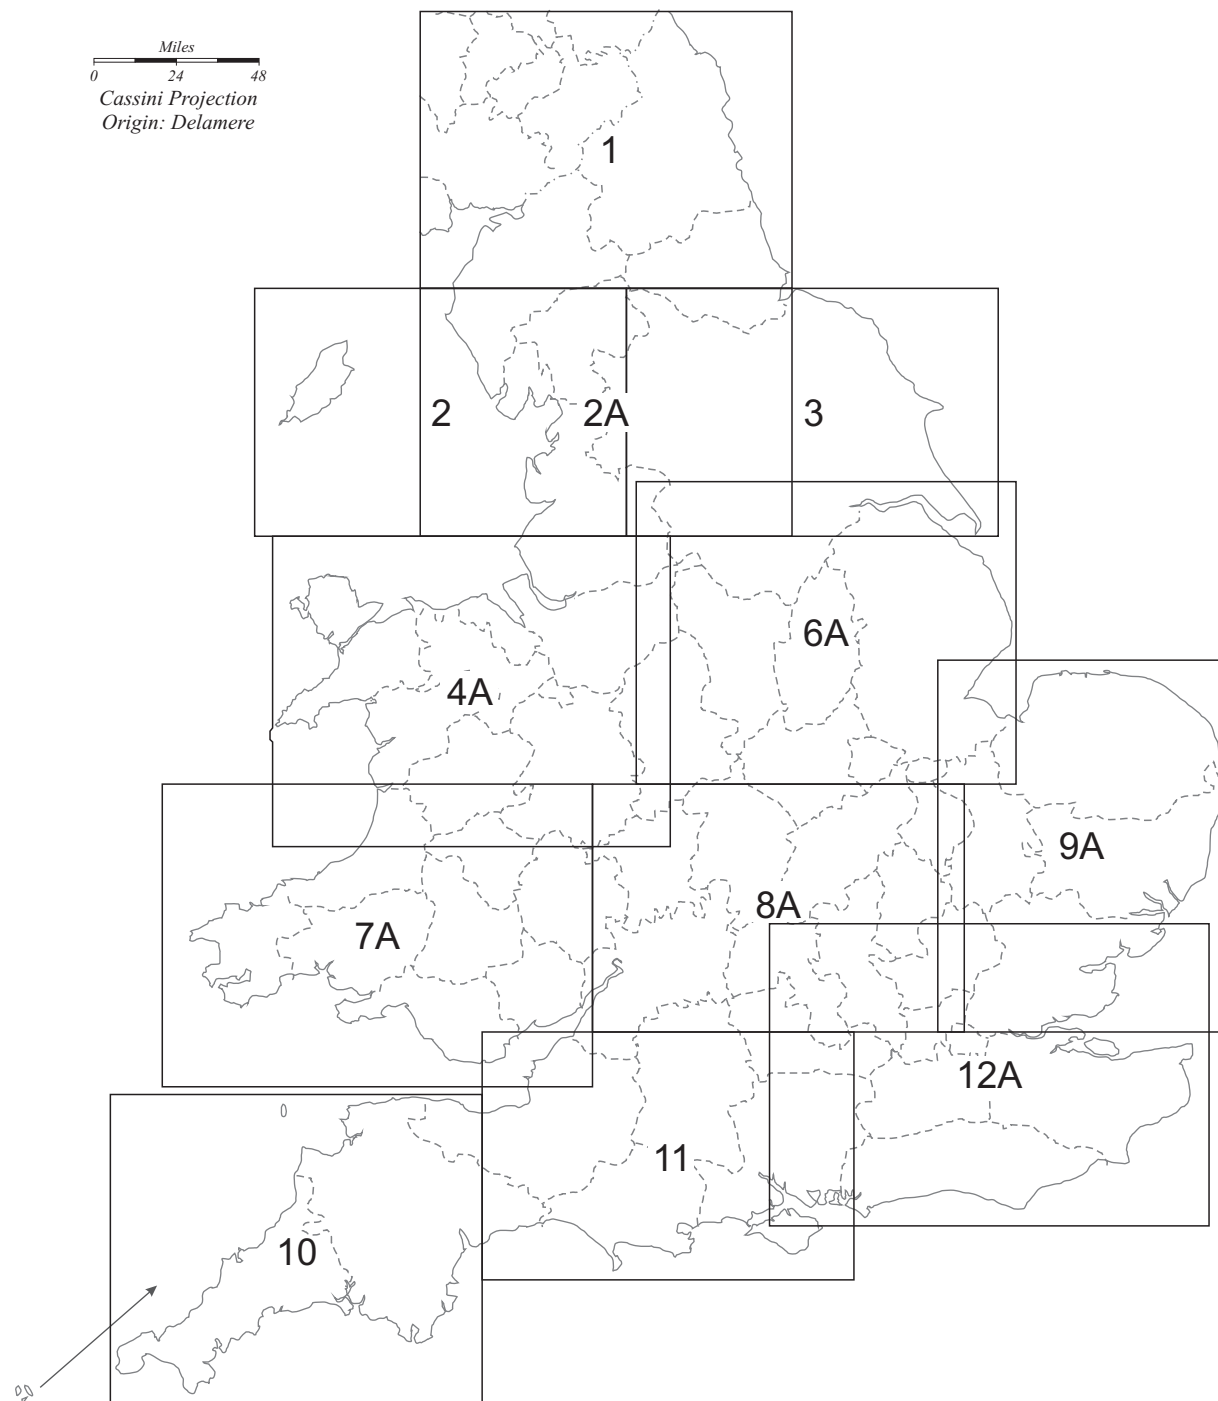 Miles
0 24 48
Cassini Projection
Origin: Delamere
1
2
2A
3
6A
4A
9A
8A
7A
12A
11
10